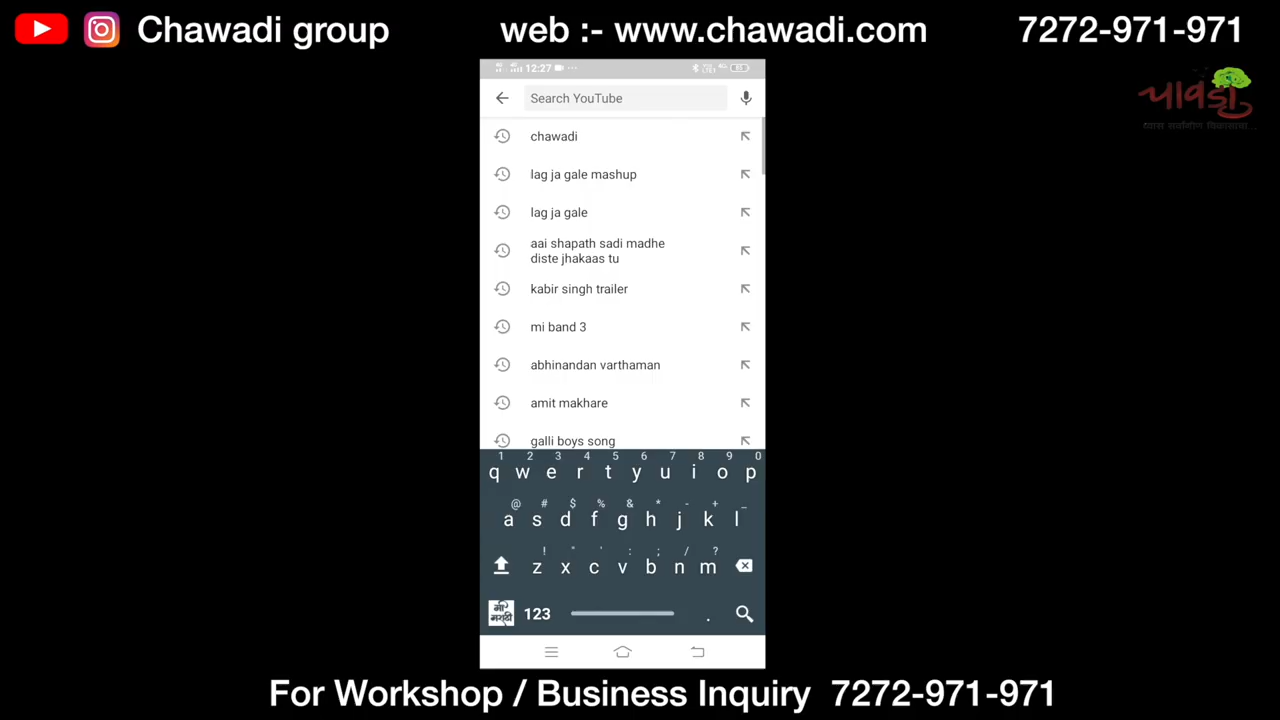 Chawadi group web :- www.chawadi.com 7272-971-971
12:27
चावडी
ध्यास सर्वांगीण विकासाचा...
Search YouTube
chawadi
lag ja gale mashup
lag ja gale
aai shapath sadi madhe
diste jhakaas tu
kabir singh trailer
mi band 3
abhinandan varthaman
amit makhare
galli boys song
1 2 3 4 5 6 7 8 9 0
q w e r t y u i o p
@ # $ % & * - + _
a s d f g h j k l
! " ' : ; / ?
z x c v b n m
मी मराठी 123 .
For Workshop / Business Inquiry 7272-971-971